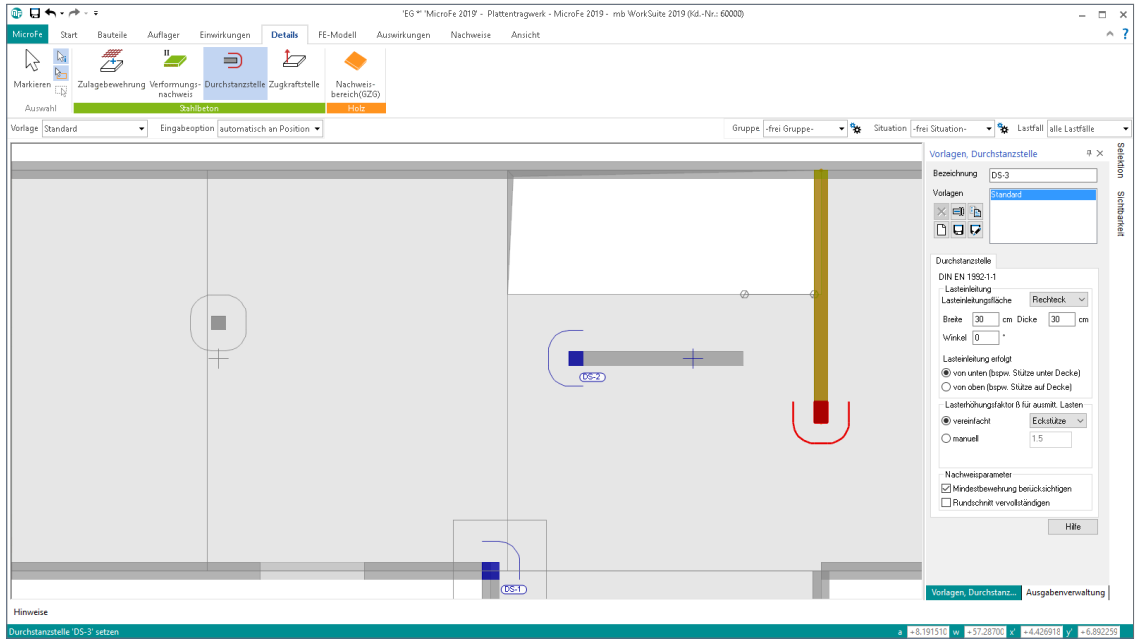 'EG *' 'MicroFe 2019' - Plattentragwerk - MicroFe 2019 - mb WorkSuite 2019 (Kd.-Nr.: 60000)
MicroFe Start Bauteile Auflager Einwirkungen Details FE-Modell Auswirkungen Nachweise Ansicht
Markieren Zulagebewehrung Verformungs- Durchstanzstelle Zugkraftstelle Nachweis-
nachweis bereich(GZG)
Auswahl Stahlbeton Holz
Vorlage Standard Eingabeoption automatisch an Position Gruppe -frei Gruppe- Situation -frei Situation- Lastfall alle Lastfälle
Vorlagen, Durchstanzstelle
Selektion
Sichtbarkeit
Bezeichnung DS-3
Vorlagen Standard
Durchstanzstelle
DIN EN 1992-1-1
Lasteinleitung
Lasteinleitungsfläche Rechteck
Breite 30 cm Dicke 30 cm
Winkel 0 °
Lasteinleitung erfolgt
von unten (bspw. Stütze unter Decke)
von oben (bspw. Stütze auf Decke)
Lasterhöhungsfaktor ß für ausmitt. Lasten
vereinfacht Eckstütze
manuell 1.5
Nachweisparameter
Mindestbewehrung berücksichtigen
Rundschnitt vervollständigen
Hilfe
DS-2
DS-1
Vorlagen, Durchstanz... Ausgabenverwaltung
Hinweise
Durchstanzstelle 'DS-3' setzen a +8.191510 w +57.28700 x' +4.426918 y' +6.892259